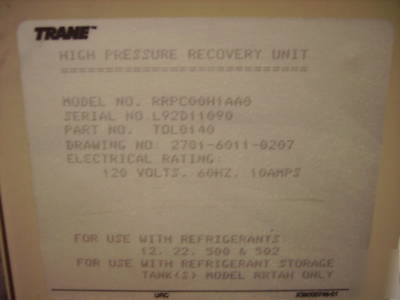 TRANE™
HIGH PRESSURE RECOVERY UNIT
MODEL NO. RRPC00H1AA0
SERIAL NO L92D11090
PART NO. TOL0140
DRAWING NO: 2701-6011-0207
ELECTRICAL RATING:
120 VOLTS, 60HZ, 10AMPS
FOR USE WITH REFRIGERANTS
12, 22, 500 & 502
FOR USE WITH REFRIGERANT STORAGE
TANK(S) MODEL RRTAH ONLY